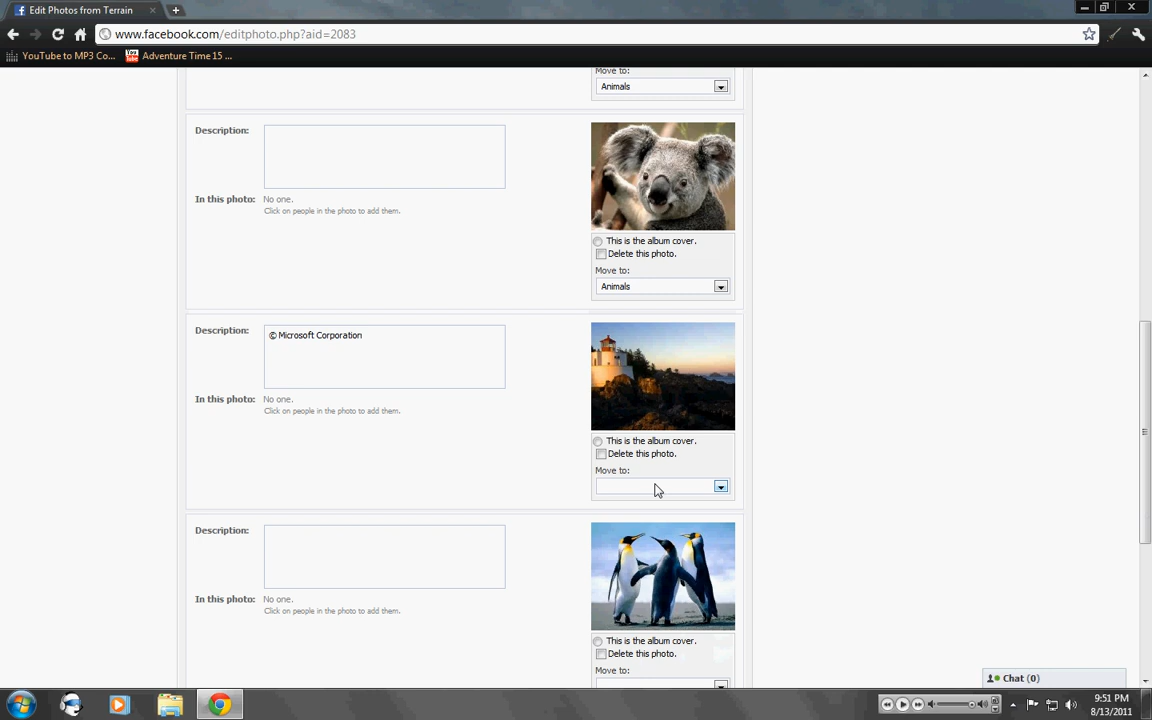 Edit Photos from Terrain
www.facebook.com/editphoto.php?aid=2083
YouTube to MP3 Co...
Adventure Time 15 ...
Move to:
Animals
Description:
In this photo: No one.
Click on people in the photo to add them.
This is the album cover.
Delete this photo.
Move to:
Animals
Description:
© Microsoft Corporation
In this photo: No one.
Click on people in the photo to add them.
This is the album cover.
Delete this photo.
Move to:
Description:
In this photo: No one.
Click on people in the photo to add them.
This is the album cover.
Delete this photo.
Move to:
Chat (0)
9:51 PM
8/13/2011